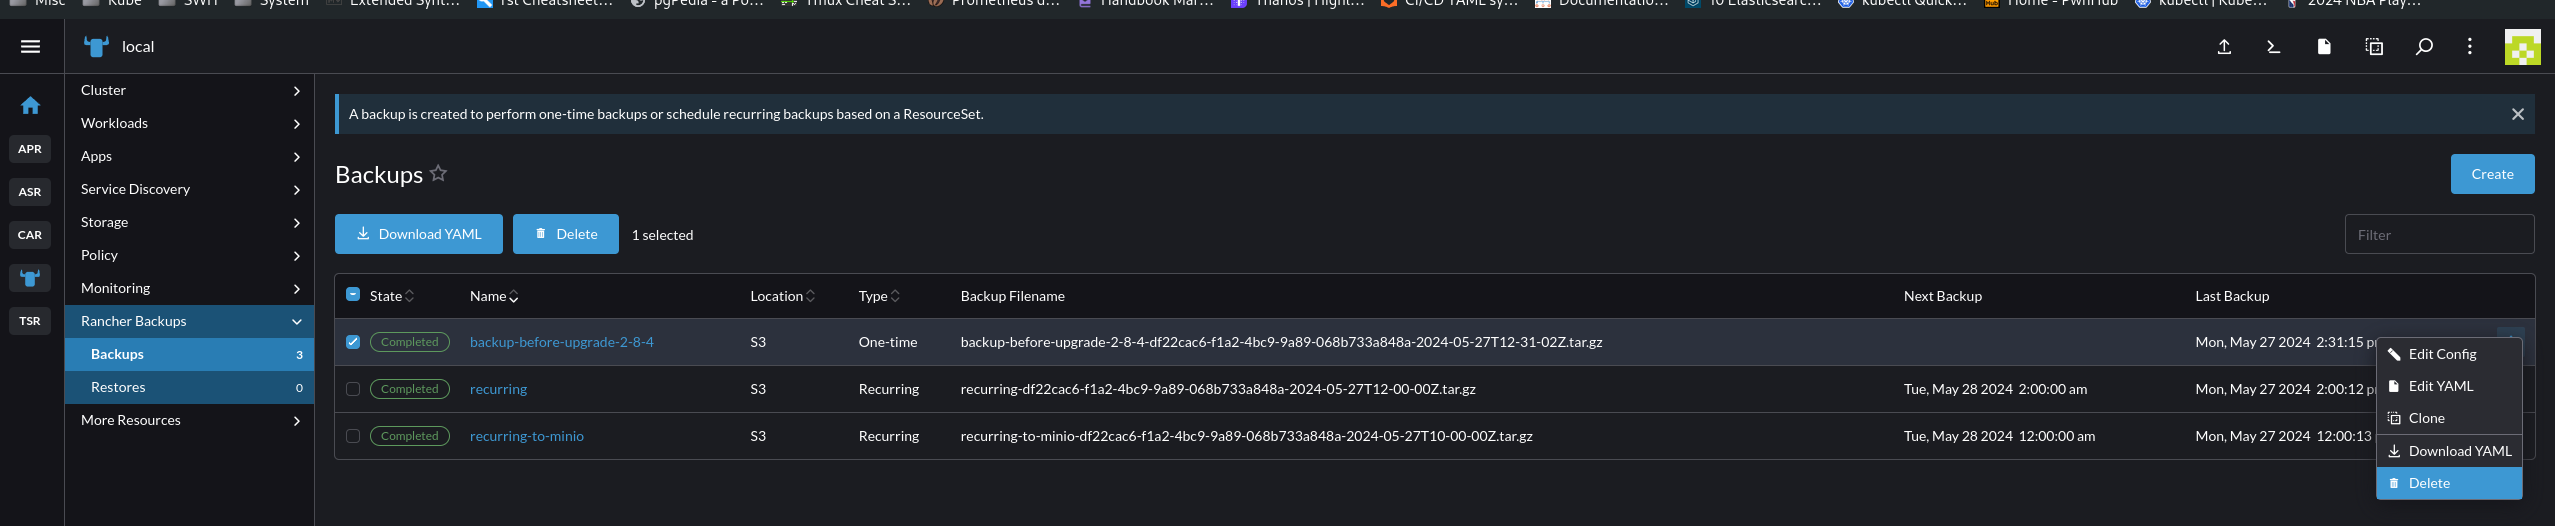 Misc Kube SWH System Extended Synt... rst Cheatsheet... pgPedia - a Po... Tmux Cheat S... Prometheus d... Handbook Mar... Thanos | Highl... CI/CD YAML sy... Documentatio... 10 Elasticsearc... kubectl Quick... Home - PwnHub kubectl | Kube... 2024 NBA Play...
local
Cluster
APR
Workloads
A backup is created to perform one-time backups or schedule recurring backups based on a ResourceSet.
Apps
ASR
Service Discovery
Backups
Create
Storage
CAR
Policy
Download YAML Delete 1 selected Filter
Monitoring
TSR
Rancher Backups
Backups 3
Restores 0
More Resources
State Name Location Type Backup Filename Next Backup Last Backup
Completed backup-before-upgrade-2-8-4 S3 One-time backup-before-upgrade-2-8-4-df22cac6-f1a2-4bc9-9a89-068b733a848a-2024-05-27T12-31-02Z.tar.gz Mon, May 27 2024 2:31:15 p
Completed recurring S3 Recurring recurring-df22cac6-f1a2-4bc9-9a89-068b733a848a-2024-05-27T12-00-00Z.tar.gz Tue, May 28 2024 2:00:00 am Mon, May 27 2024 2:00:12 p
Completed recurring-to-minio S3 Recurring recurring-to-minio-df22cac6-f1a2-4bc9-9a89-068b733a848a-2024-05-27T10-00-00Z.tar.gz Tue, May 28 2024 12:00:00 am Mon, May 27 2024 12:00:13
Edit Config
Edit YAML
Clone
Download YAML
Delete